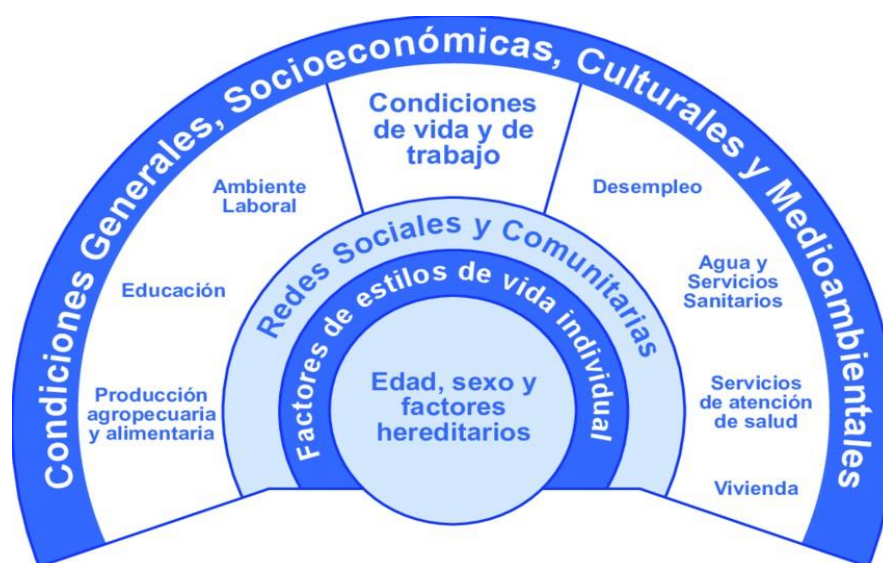 Condiciones Generales, Socioeconómicas, Culturales y Medioambientales
Condiciones
de vida y de
trabajo
Ambiente
Laboral
Desempleo
Educación
Agua y
Servicios
Sanitarios
Producción
agropecuaria
y alimentaria
Servicios
de atención
de salud
Vivienda
Redes Sociales y Comunitarias
Factores de estilos de vida individual
Edad, sexo y
factores
hereditarios